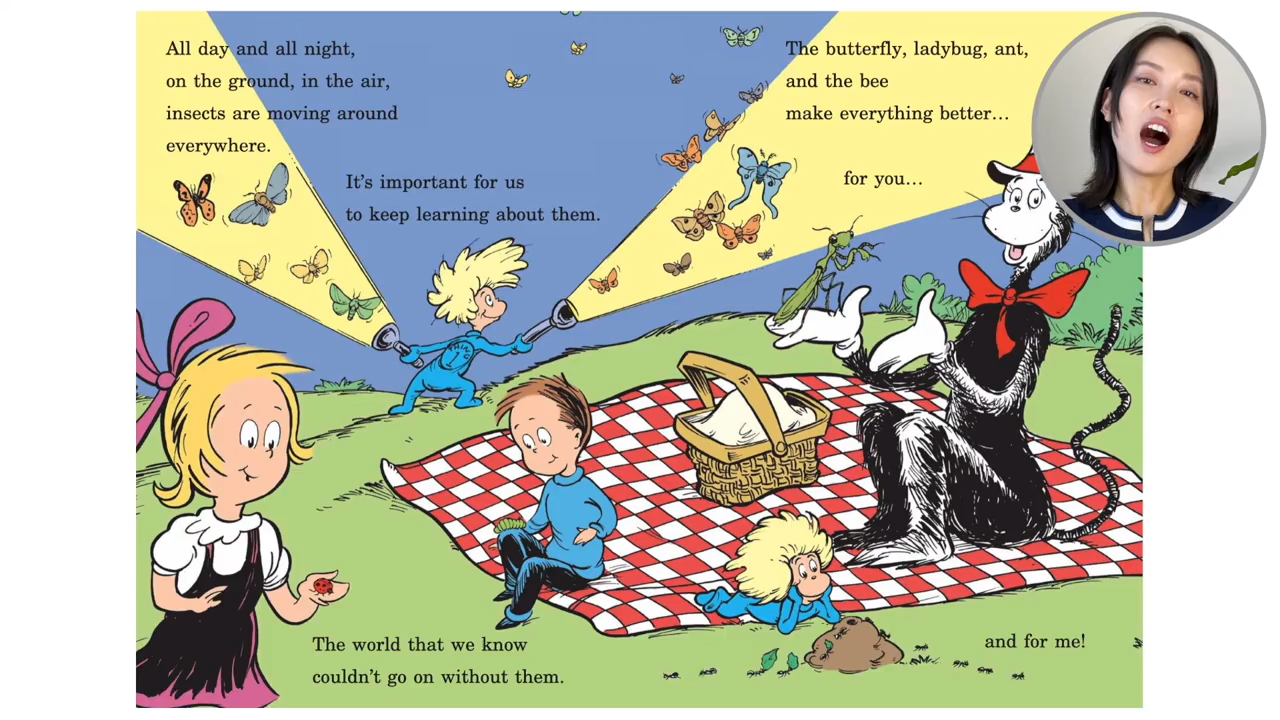 All day and all night,
on the ground, in the air,
insects are moving around
everywhere.
It's important for us
to keep learning about them.
The world that we know
couldn't go on without them.
The butterfly, ladybug, ant,
and the bee
make everything better…
for you…
and for me!